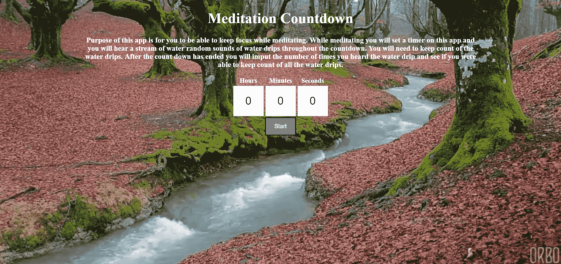 Meditation Countdown
Purpose of this app is for you to be able to keep focus while meditating. While meditating you will set a timer on this app and
you will hear a stream of water random sounds of water drips throughout the countdown. You will need to keep count of the
water drips. After the count down has ended you will imput the number of times you heard the water drip and see if you were
able to keep count of all the water drips.
Hours Minutes Seconds
0 0 0
Start
ORBO